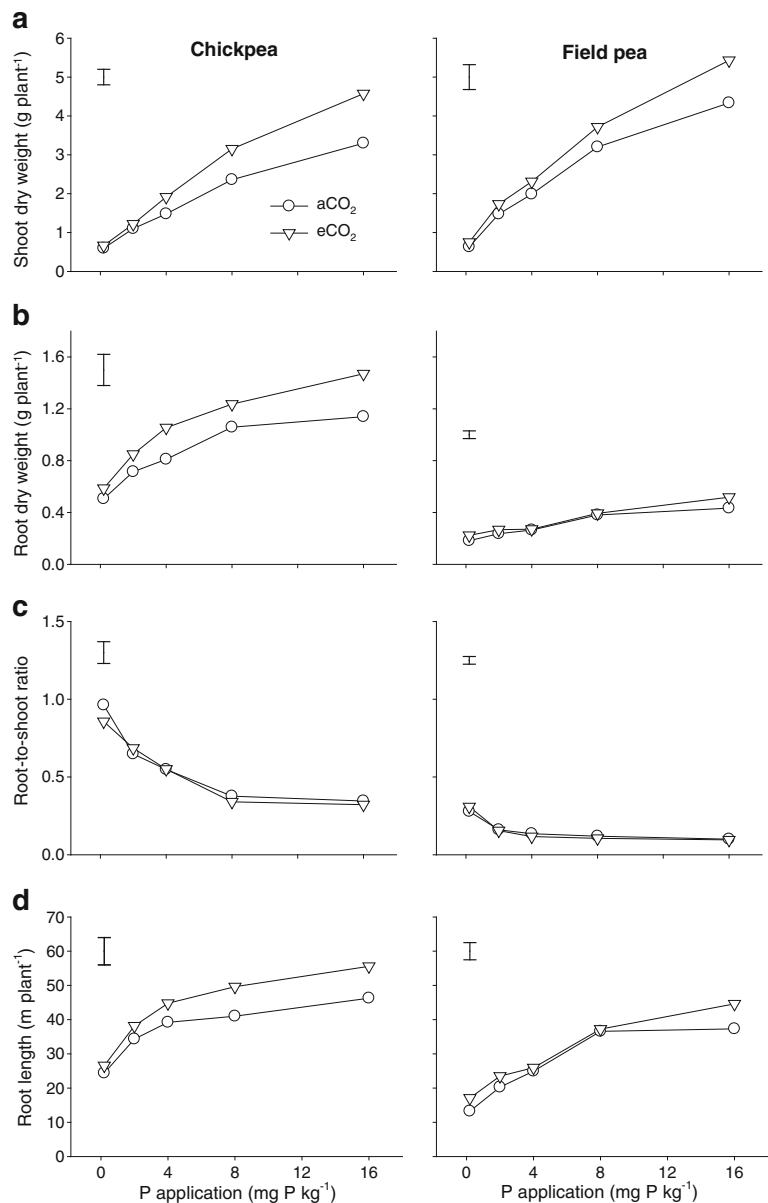 a
Chickpea
Field pea
Shoot dry weight (g plant⁻¹)
6
5
4
3
2
1
0
aCO₂
eCO₂
b
Root dry weight (g plant⁻¹)
1.6
1.2
0.8
0.4
0.0
c
Root-to-shoot ratio
1.5
1.0
0.5
0.0
d
Root length (m plant⁻¹)
70
60
50
40
30
20
10
0
0 4 8 12 16
0 4 8 12 16
P application (mg P kg⁻¹)
P application (mg P kg⁻¹)